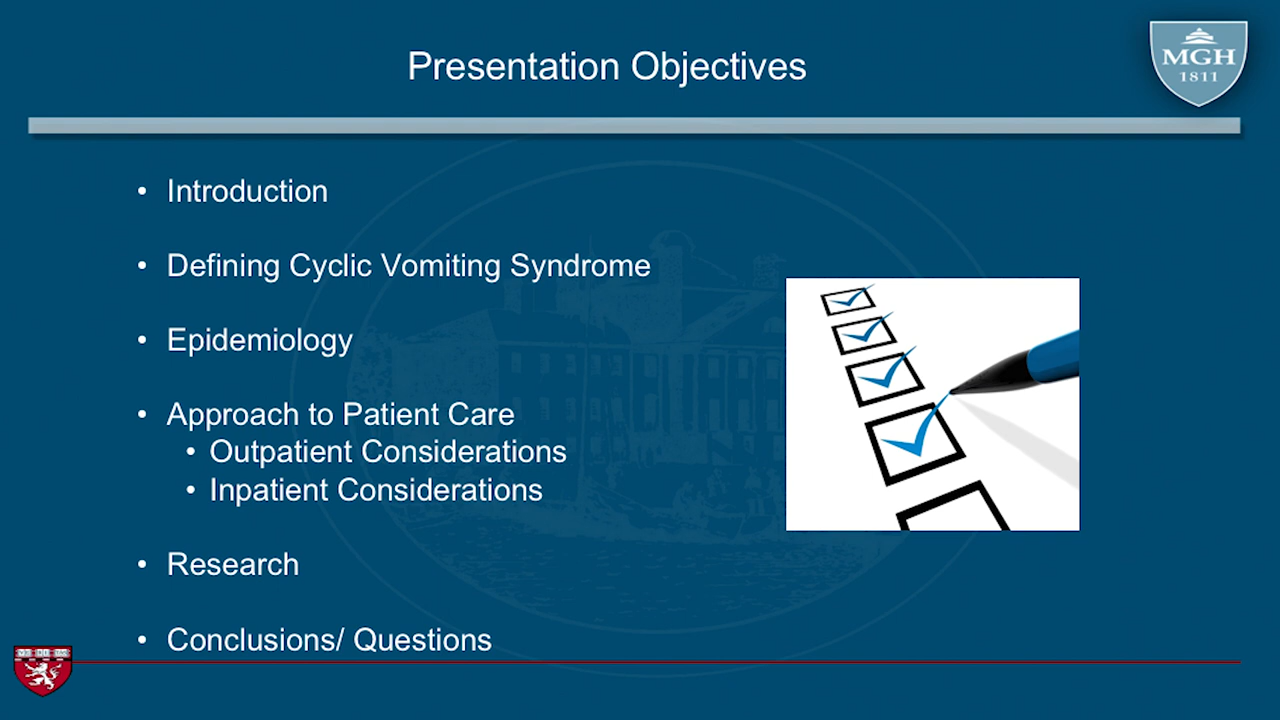 Presentation Objectives
MGH
1811
• Introduction
• Defining Cyclic Vomiting Syndrome
• Epidemiology
• Approach to Patient Care
• Outpatient Considerations
• Inpatient Considerations
• Research
• Conclusions/ Questions